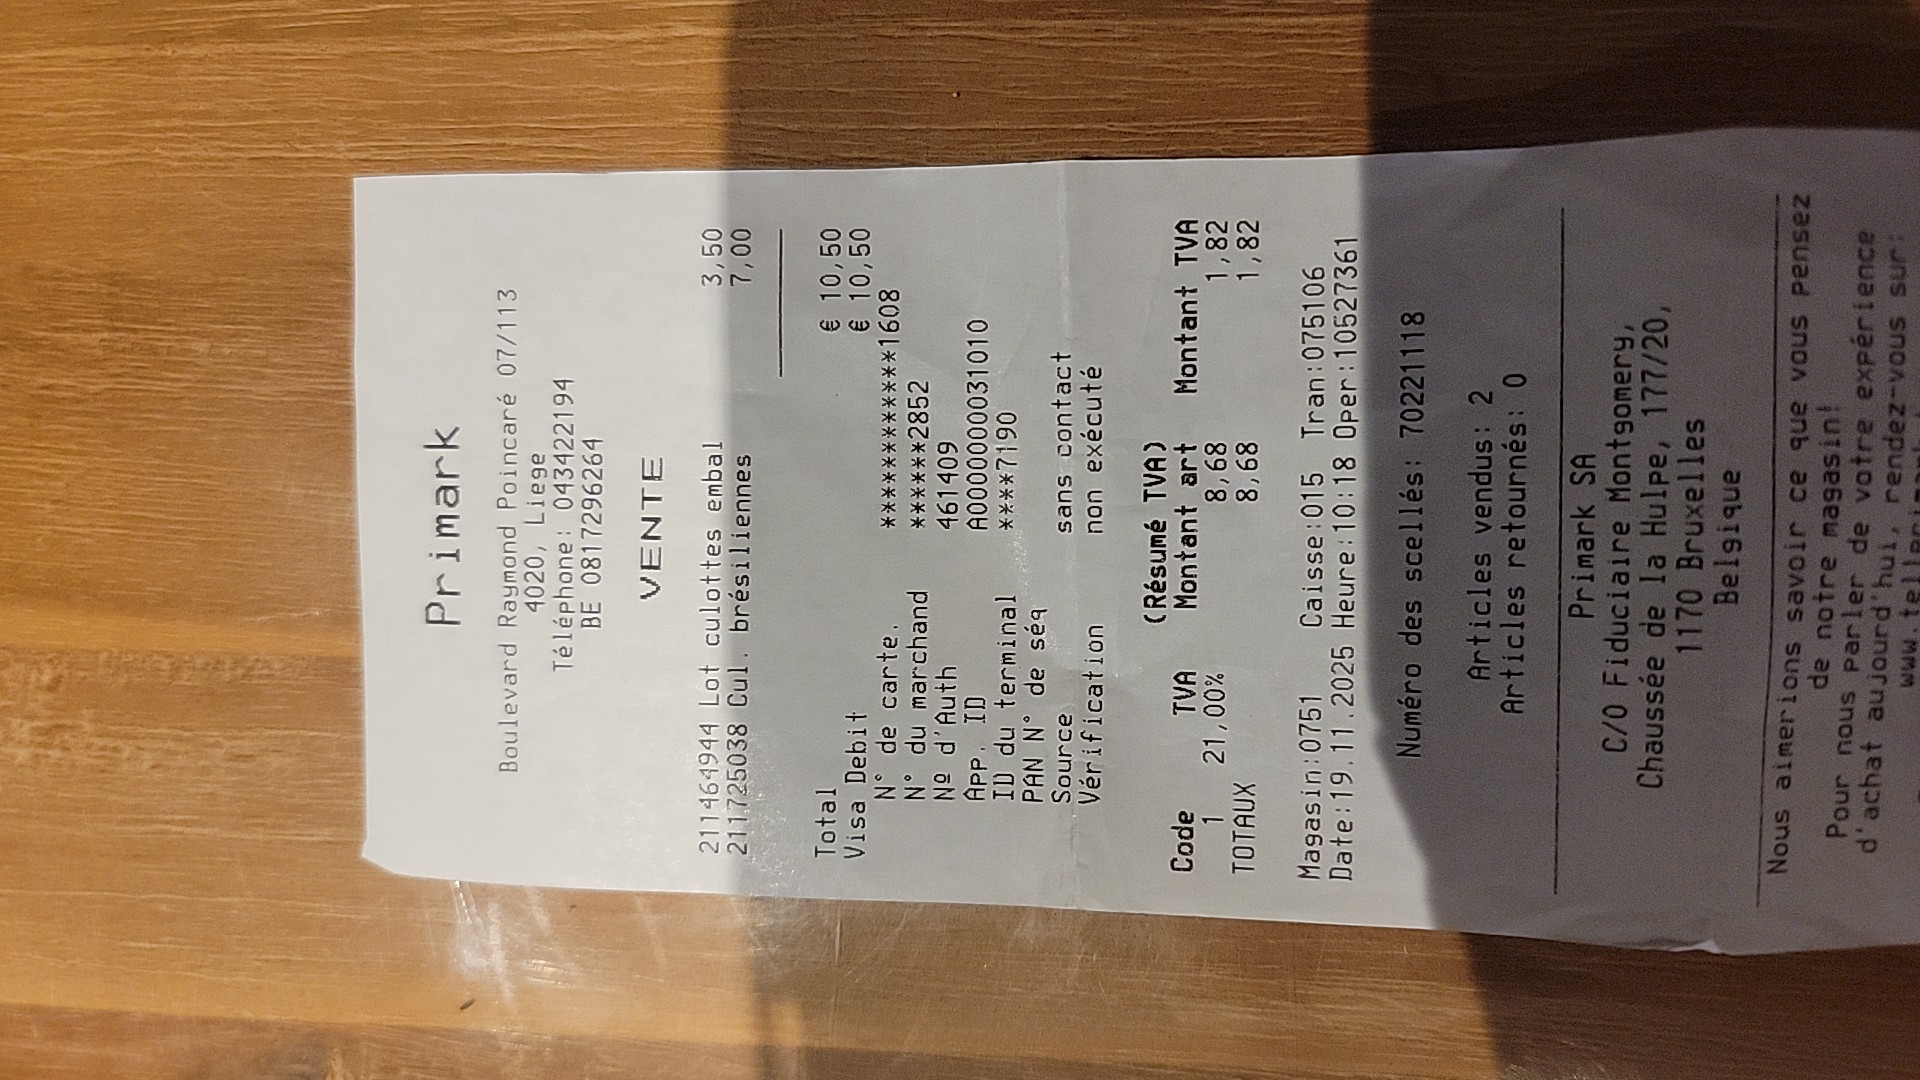 Primark
Boulevard Raymond Poincaré 07/113
4020, Liege
Téléphone: 043422194
BE 0817296264
VENTE
211464944 Lot culottes embal 3,50
211725038 Cul. brésiliennes 7,00
Total € 10,50
Visa Debit € 10,50
N° de carte. ************1608
N° du marchand ******2852
Nº d'Auth 461409
App. ID A0000000031010
ID du terminal ****7190
PAN N° de séq
Source sans contact
Vérification non exécuté
(Résumé TVA)
Code TVA Montant art Montant TVA
1 21,00% 8,68 1,82
TOTAUX 8,68 1,82
Magasin:0751 Caisse:015 Tran:075106
Date:19.11.2025 Heure:10:18 Oper:10527361
Numéro des scellés: 70221118
Articles vendus: 2
Articles retournés: 0
Primark SA
C/O Fiduciaire Montgomery,
Chaussée de la Hulpe, 177/20,
1170 Bruxelles
Belgique
Nous aimerions savoir ce que vous pensez
de notre magasin!
Pour nous parler de votre expérience
d'achat aujourd'hui, rendez-vous sur: